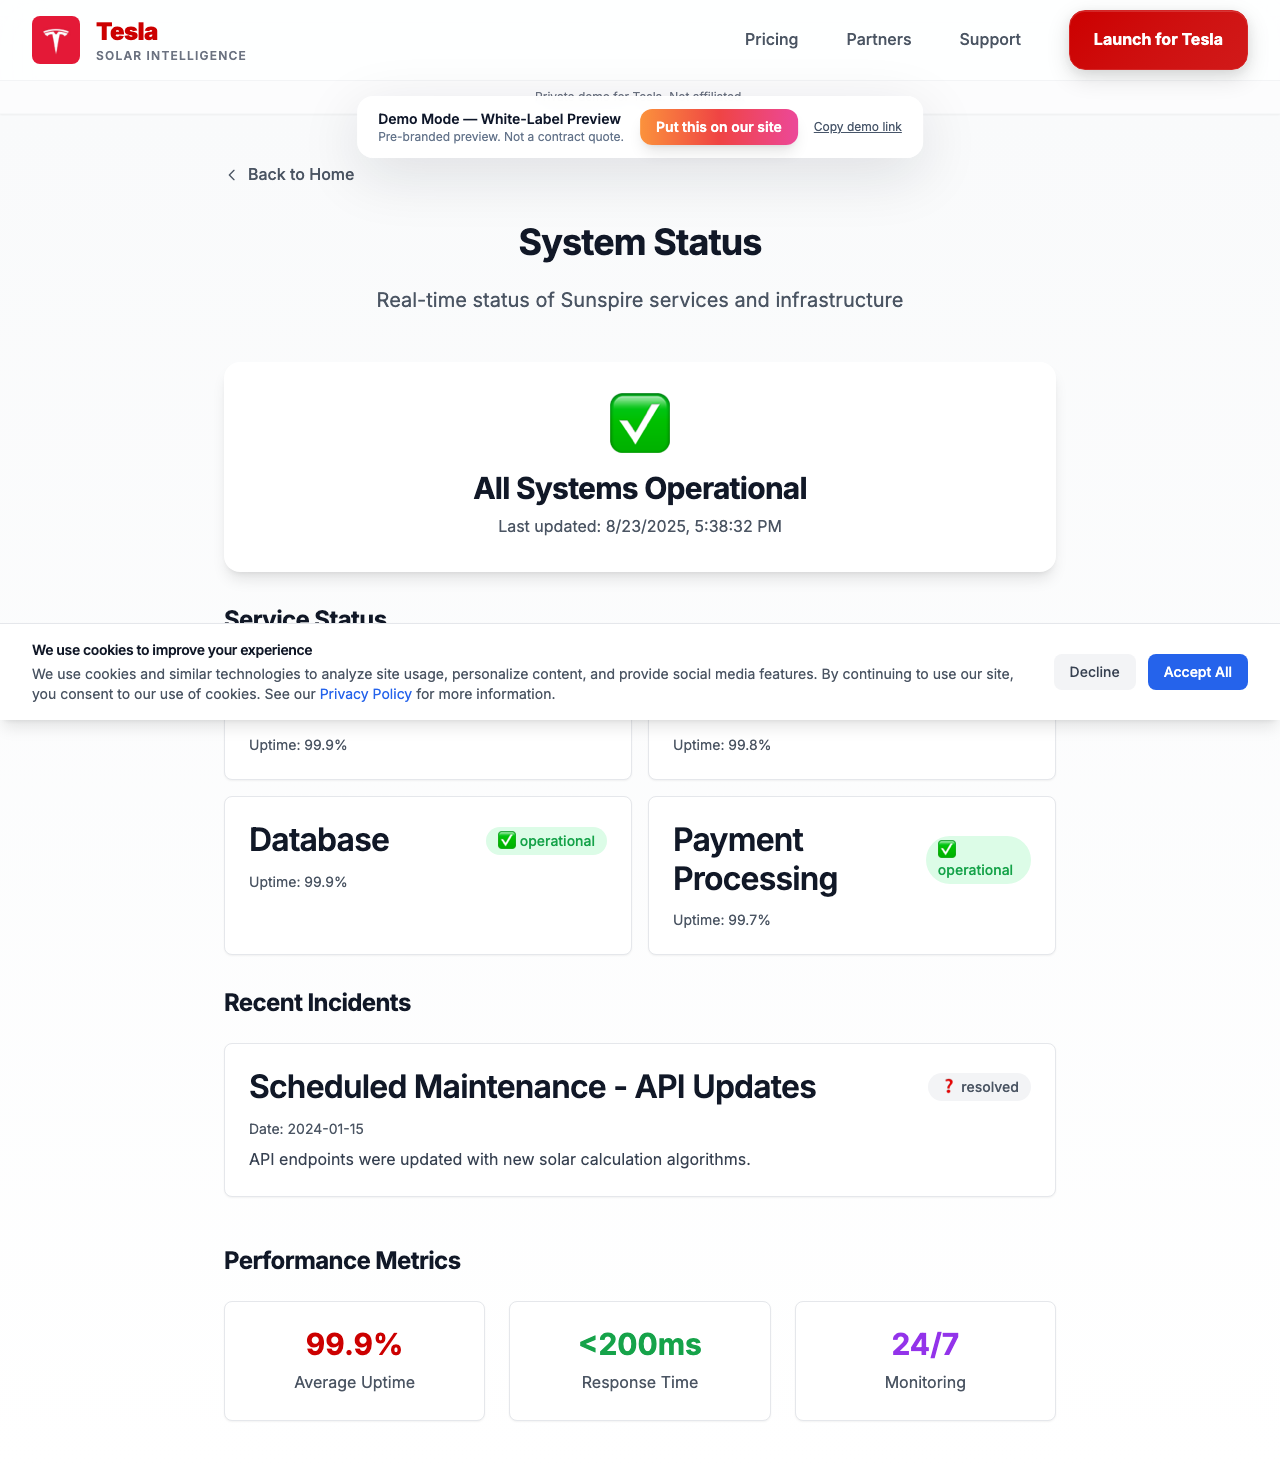 Tesla
SOLAR INTELLIGENCE
Pricing
Partners
Support
Launch for Tesla
Private demo for Tesla. Not affiliated.
Demo Mode — White-Label Preview
Pre-branded preview. Not a contract quote.
Put this on our site
Copy demo link
Back to Home
System Status
Real-time status of Sunspire services and infrastructure
All Systems Operational
Last updated: 8/23/2025, 5:38:32 PM
Service Status
We use cookies to improve your experience
We use cookies and similar technologies to analyze site usage, personalize content, and provide social media features. By continuing to use our site,
you consent to our use of cookies. See our Privacy Policy for more information.
Decline
Accept All
Uptime: 99.9%
Uptime: 99.8%
Database
✅ operational
Uptime: 99.9%
Payment
Processing
✅
operational
Uptime: 99.7%
Recent Incidents
Scheduled Maintenance - API Updates
❓ resolved
Date: 2024-01-15
API endpoints were updated with new solar calculation algorithms.
Performance Metrics
99.9%
Average Uptime
<200ms
Response Time
24/7
Monitoring